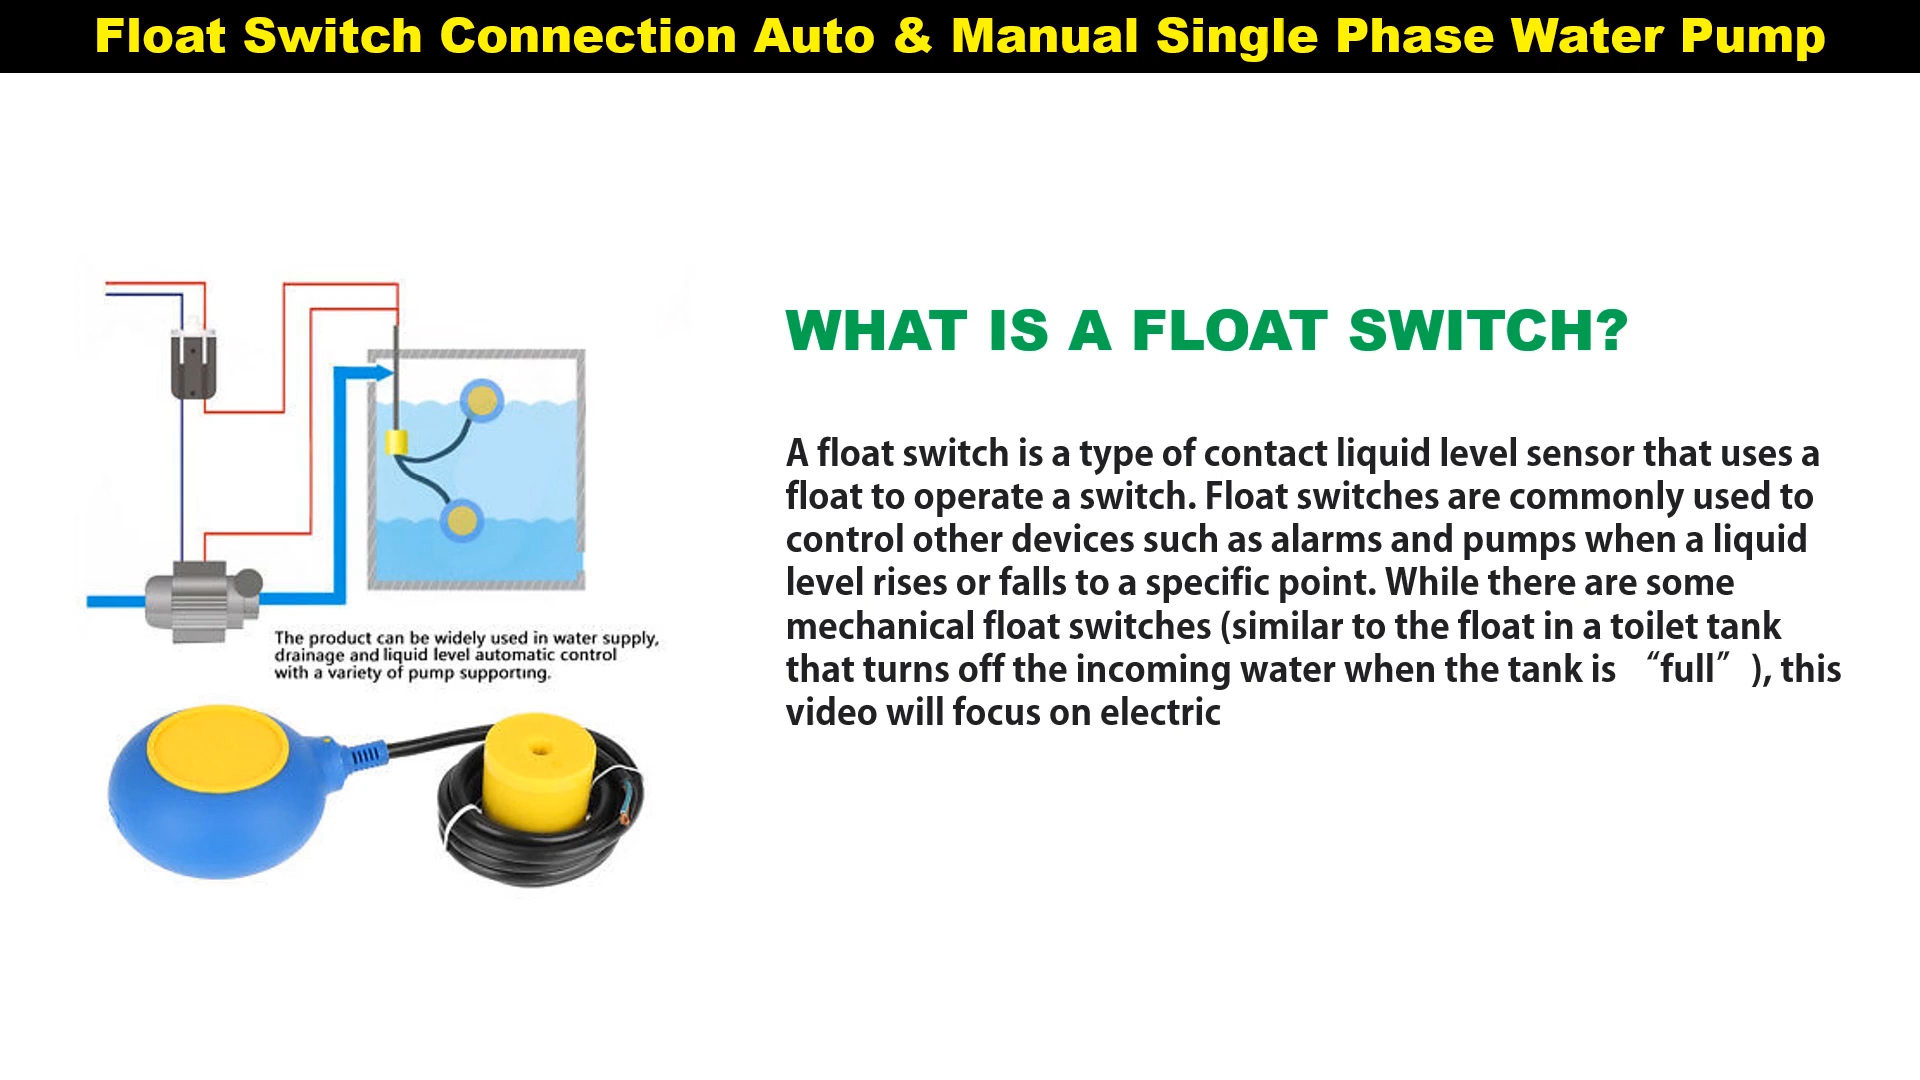 Float Switch Connection Auto & Manual Single Phase Water Pump
WHAT IS A FLOAT SWITCH?
A float switch is a type of contact liquid level sensor that uses a
float to operate a switch. Float switches are commonly used to
control other devices such as alarms and pumps when a liquid
level rises or falls to a specific point. While there are some
mechanical float switches (similar to the float in a toilet tank
that turns off the incoming water when the tank is “full”), this
video will focus on electric
The product can be widely used in water supply,
drainage and liquid level automatic control
with a variety of pump supporting.